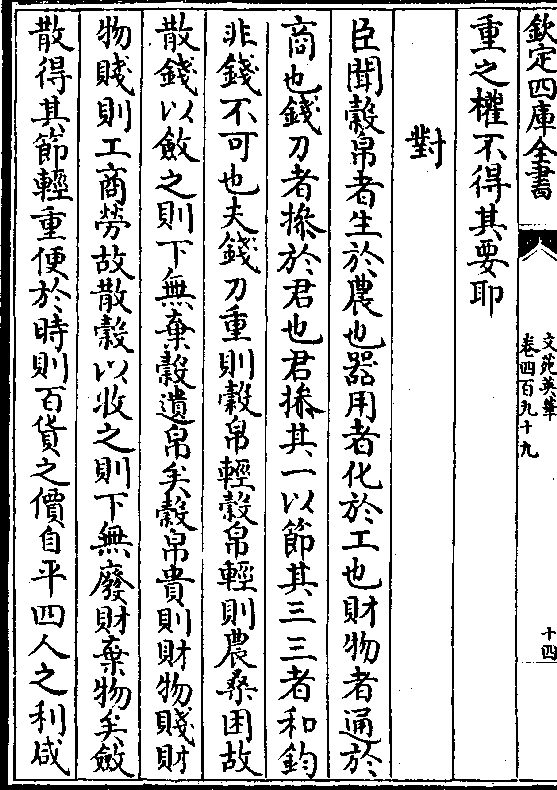 欽定四庫全書
文苑英華
卷四百九十九
十四
重之權不得其要耶
對
臣聞穀帛者生於農也器用者化於工也財物者通於
商也錢刀者操於君也君操其一以節其三三者和鈞
非錢不可也夫錢刀重則穀帛輕穀帛輕則農桑困故
散錢以斂之則下無棄穀遺帛矣穀帛貴則財物賤財
物賤則工商勞故散穀以收之則下無廢財棄物矣斂
散得其節輕重便於時則百貨之價自平四人之利咸